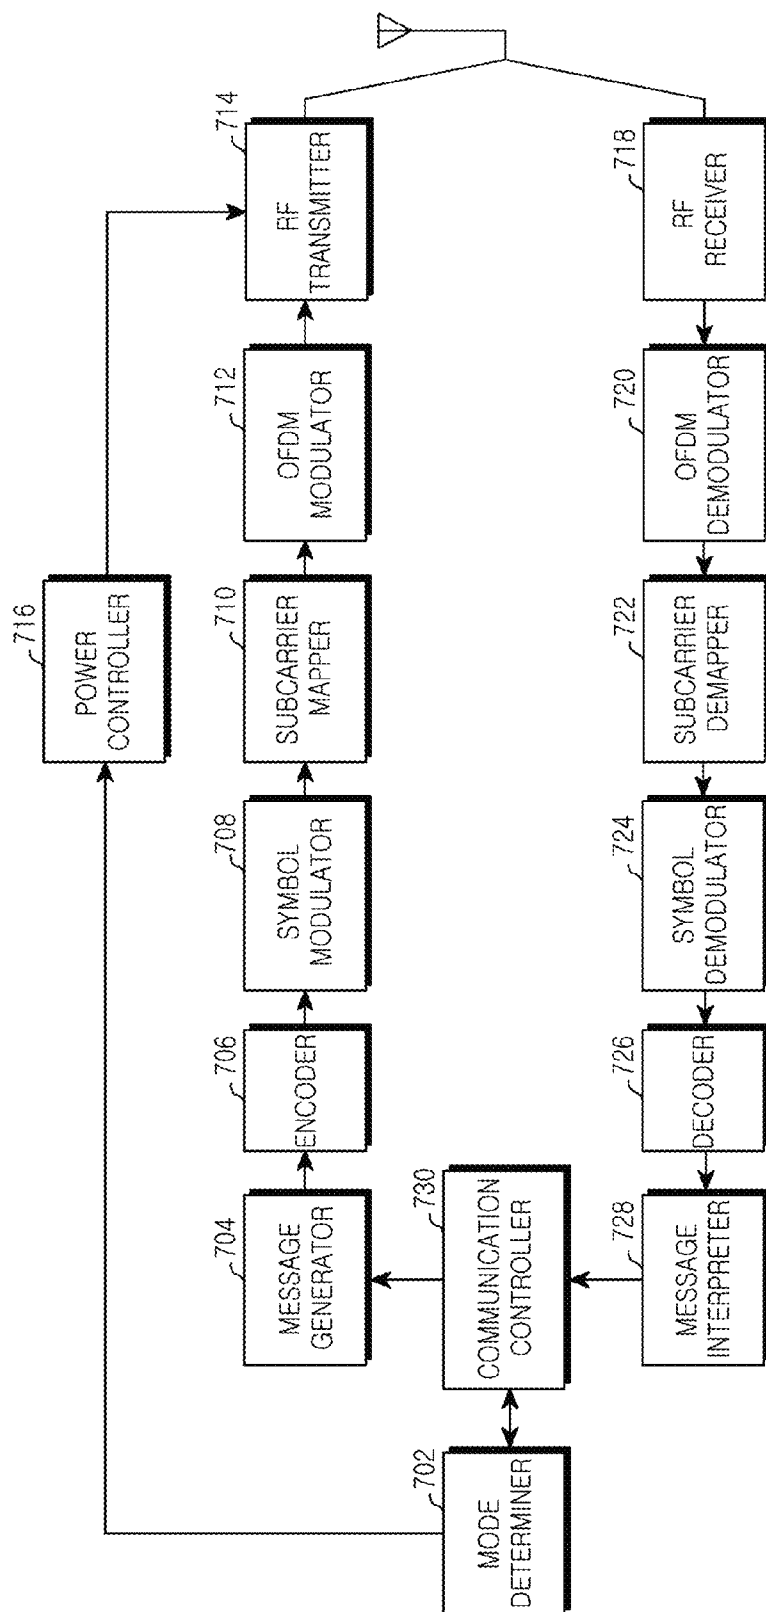 716
POWER
CONTROLLER
702
MODE
DETERMINER
704
MESSAGE
GENERATOR
706
ENCODER
708
SYMBOL
MODULATOR
710
SUBCARRIER
MAPPER
712
OFDM
MODULATOR
714
RF
TRANSMITTER
730
COMMUNICATION
CONTROLLER
728
MESSAGE
INTERPRETER
726
DECODER
724
SYMBOL
DEMODULATOR
722
SUBCARRIER
DEMAPPER
720
OFDM
DEMODULATOR
718
RF
RECEIVER